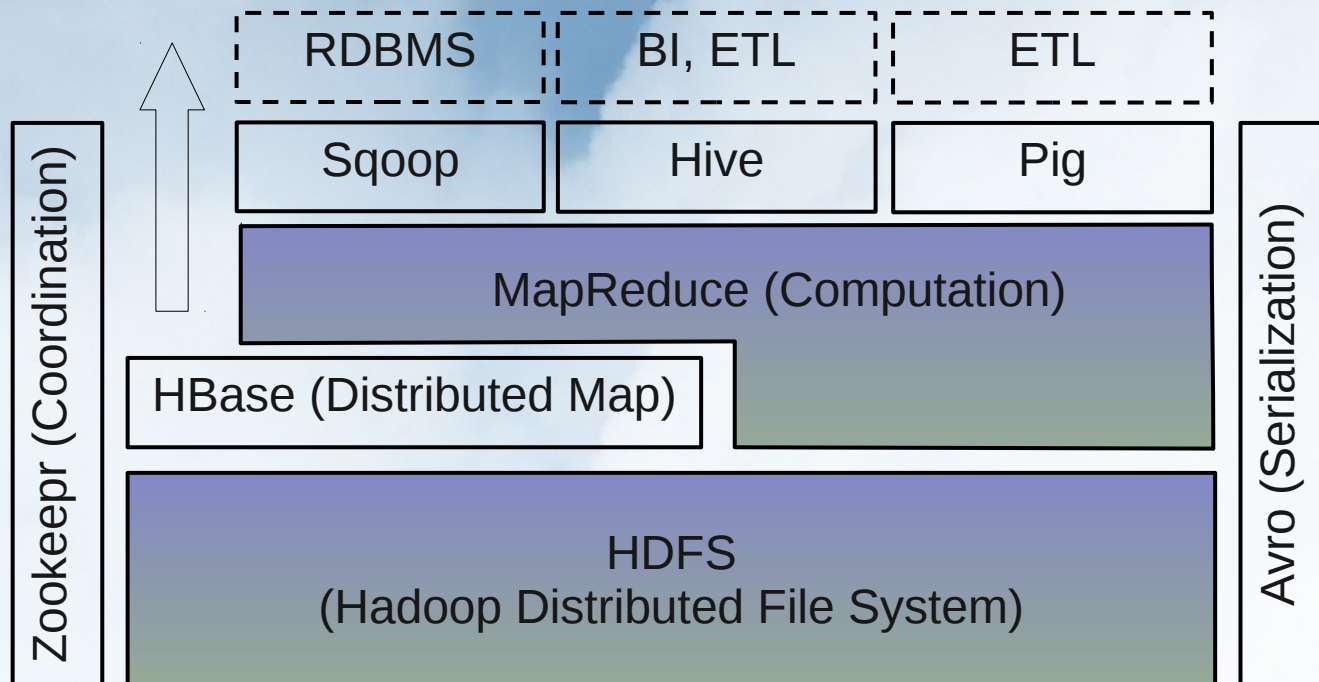 RDBMS
BI, ETL
ETL
Sqoop
Hive
Pig
MapReduce (Computation)
HBase (Distributed Map)
HDFS
(Hadoop Distributed File System)
Zookeepr (Coordination)
Avro (Serialization)